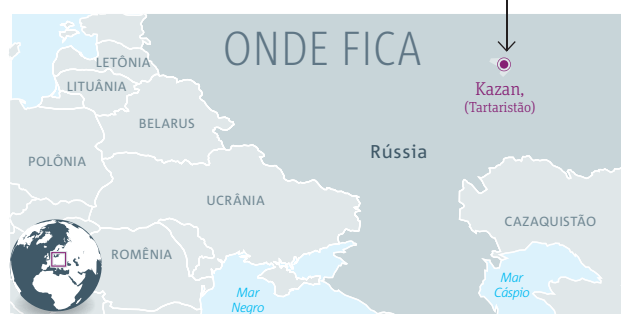 ONDE FICA
LETÔNIA
LITUÂNIA
Kazan,
(Tartaristão)
BELARUS
Rússia
POLÔNIA
UCRÂNIA
CAZAQUISTÃO
ROMÊNIA
Mar
Cáspio
Mar
Negro